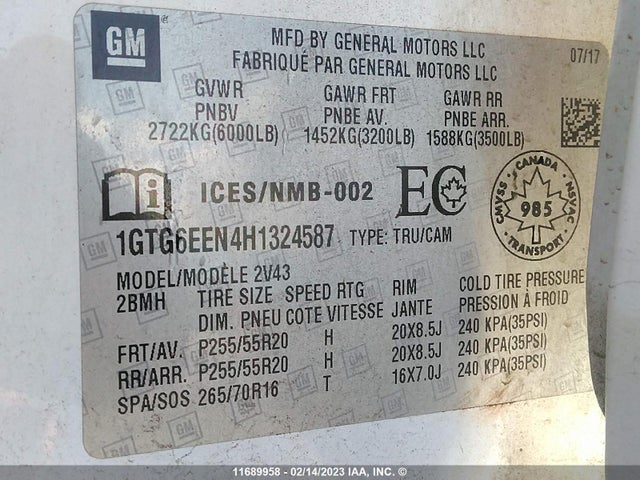 GM
MFD BY GENERAL MOTORS LLC 07/17
FABRIQUÉ PAR GENERAL MOTORS LLC
GVWR GAWR FRT GAWR RR
PNBV PNBE AV. PNBE ARR.
2722KG(6000LB) 1452KG(3200LB) 1588KG(3500LB)
ICES/NMB-002 EC
CANADA
CMVSS 985 NSVAC
TRANSPORT
1GTG6EEN4H1324587 TYPE: TRU/CAM
MODEL/MODÈLE 2V43
2BMH TIRE SIZE SPEED RTG RIM COLD TIRE PRESSURE
DIM. PNEU COTE VITESSE JANTE PRESSION À FROID
FRT/AV. P255/55R20 H 20X8.5J 240 KPA(35PSI)
RR/ARR. P255/55R20 H 20X8.5J 240 KPA(35PSI)
SPA/SOS 265/70R16 T 16X7.0J 240 KPA(35PSI)
11689958 - 02/14/2023 IAA, INC. ©